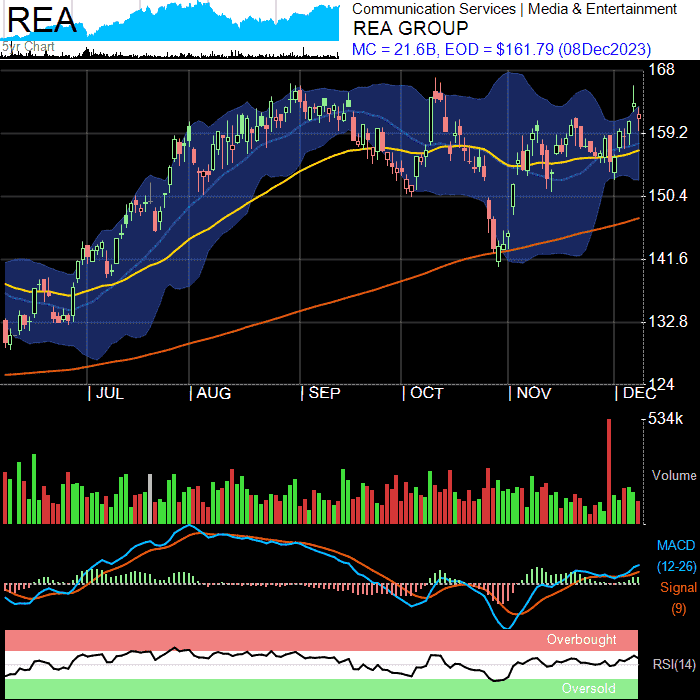 REA
5yr Chart
Communication Services | Media & Entertainment
REA GROUP
MC = 21.6B, EOD = $161.79 (08Dec2023)
168
159.2
150.4
141.6
132.8
124
| JUL | AUG | SEP | OCT | NOV | DEC
534k
Volume
MACD
(12-26)
Signal
(9)
Overbought
RSI(14)
Oversold